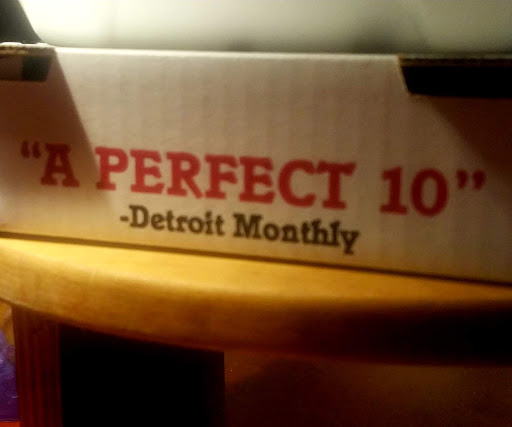 “A PERFECT 10”
-Detroit Monthly